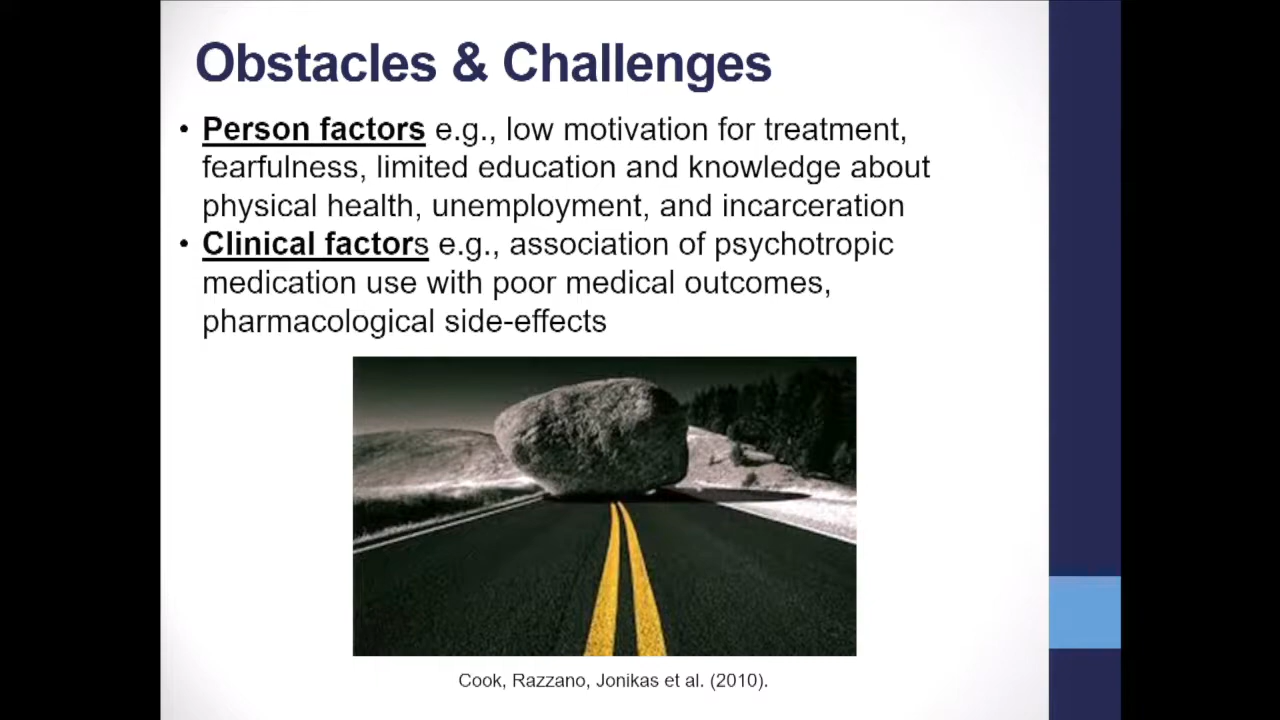 Obstacles & Challenges
• Person factors e.g., low motivation for treatment,
fearfulness, limited education and knowledge about
physical health, unemployment, and incarceration
• Clinical factors e.g., association of psychotropic
medication use with poor medical outcomes,
pharmacological side-effects
Cook, Razzano, Jonikas et al. (2010).